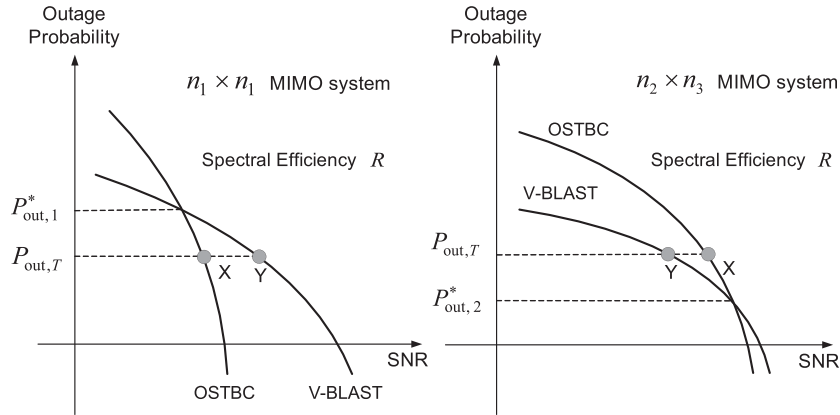 Outage
Probability
n₁ × n₁ MIMO system
Spectral Efficiency R
P*out,1
Pout,T
X
Y
SNR
OSTBC
V-BLAST
Outage
Probability
n₂ × n₃ MIMO system
OSTBC
Spectral Efficiency R
V-BLAST
Pout,T
Y
X
P*out,2
SNR